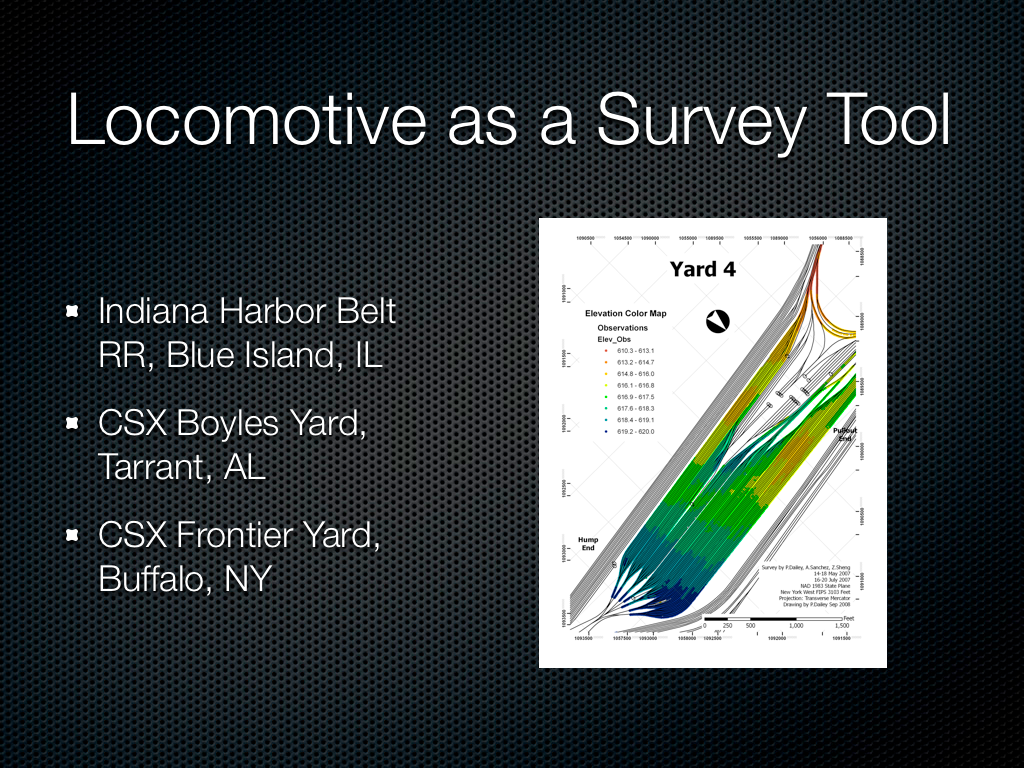 Locomotive as a Survey Tool
Indiana Harbor Belt
RR, Blue Island, IL
CSX Boyles Yard,
Tarrant, AL
CSX Frontier Yard,
Buffalo, NY
Yard 4
Elevation Color Map
Observations
Elev_Obs
610.3 - 613.1
613.2 - 614.7
614.8 - 616.0
616.1 - 616.8
616.9 - 617.5
617.6 - 618.3
618.4 - 619.1
619.2 - 620.0
Pullout
End
Hump
End
Survey by P.Dailey, A.Sanchez, Z.Sheng
14-18 May 2007
16-20 July 2007
NAD 1983 State Plane
New York West FIPS 3103 Feet
Projection: Transverse Mercator
Drawing by P.Dailey Sep 2008
Feet
0 250 500 1,000 1,500